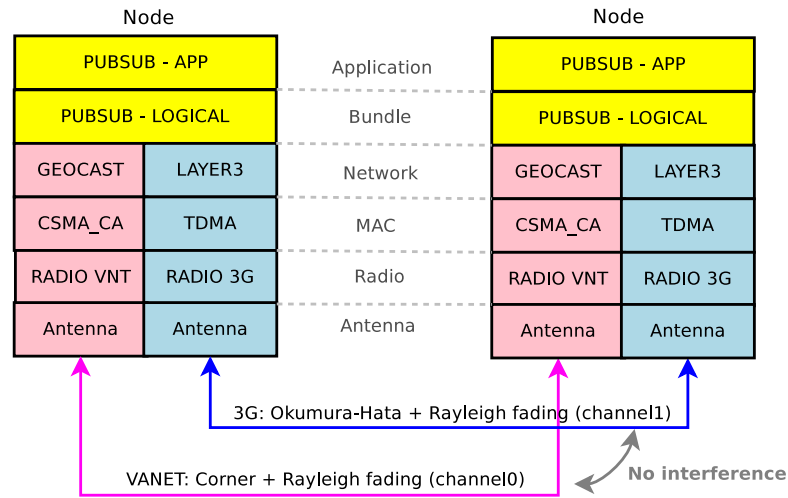 Node
Node
PUBSUB - APP
Application
PUBSUB - APP
PUBSUB - LOGICAL
Bundle
PUBSUB - LOGICAL
GEOCAST
LAYER3
Network
GEOCAST
LAYER3
CSMA_CA
TDMA
MAC
CSMA_CA
TDMA
RADIO VNT
RADIO 3G
Radio
RADIO VNT
RADIO 3G
Antenna
Antenna
Antenna
Antenna
Antenna
3G: Okumura-Hata + Rayleigh fading (channel1)
VANET: Corner + Rayleigh fading (channel0)
No interference